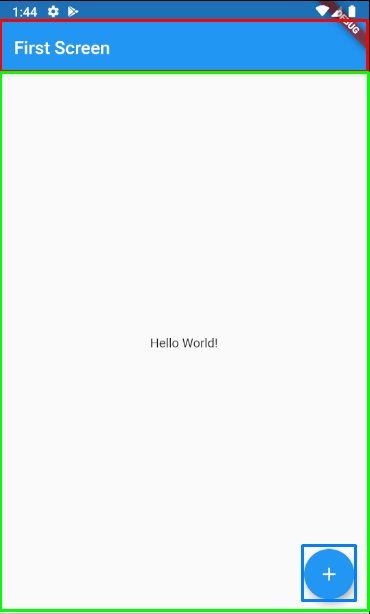 1:44
DEBUG
First Screen
Hello World!
+